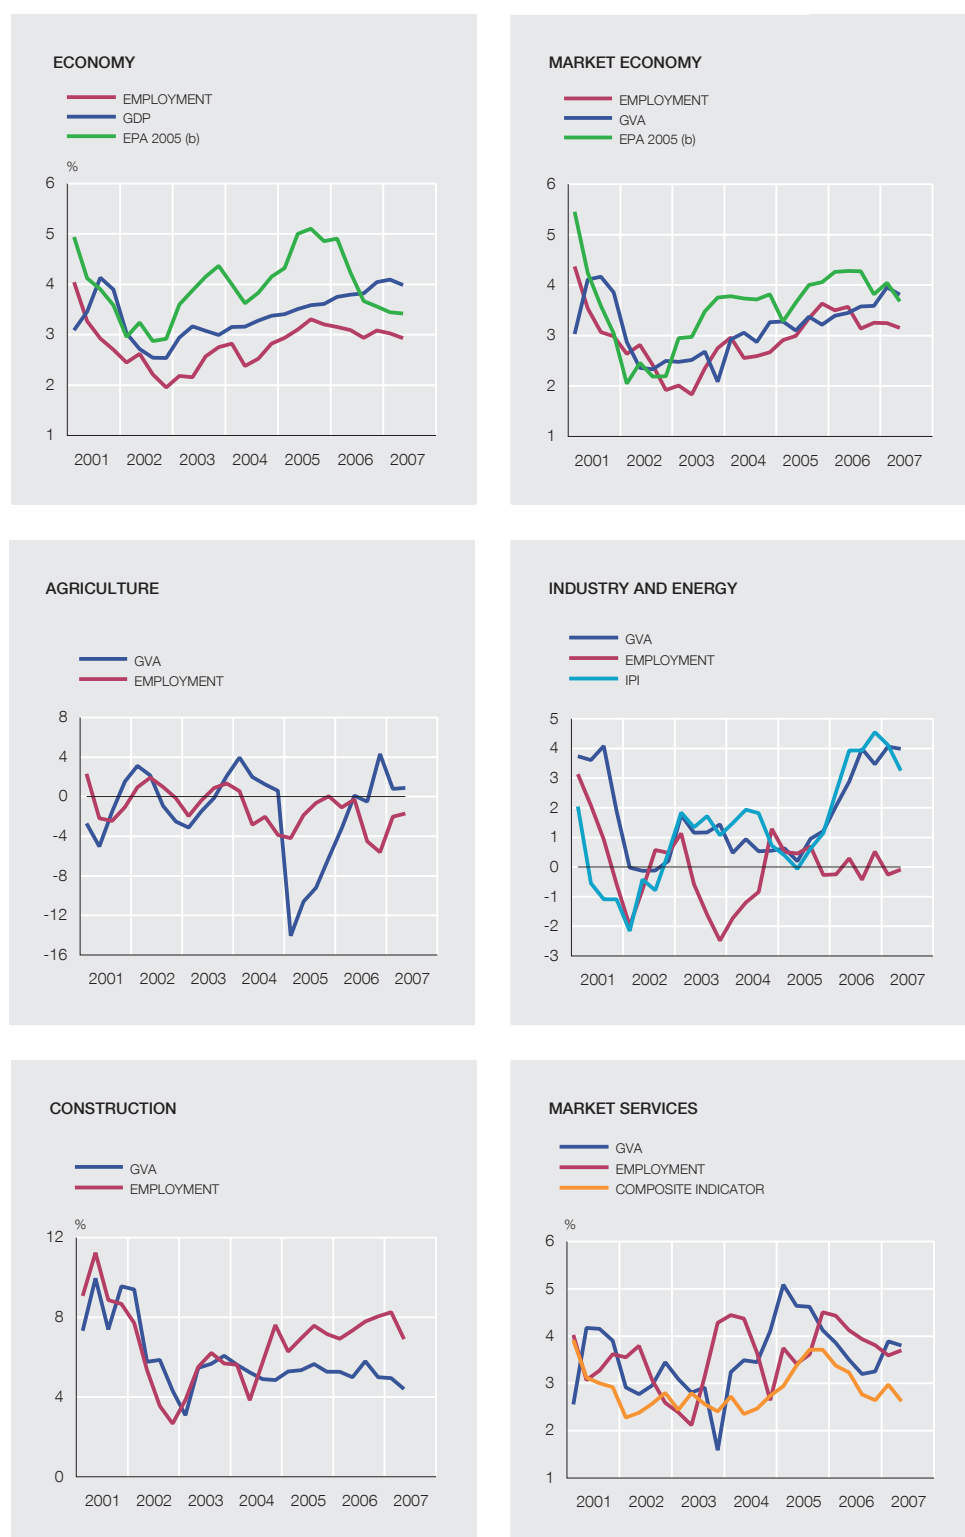 ECONOMY
EMPLOYMENT
GDP
EPA 2005 (b)
%
6
5
4
3
2
1
2001 2002 2003 2004 2005 2006 2007
MARKET ECONOMY
EMPLOYMENT
GVA
EPA 2005 (b)
6
5
4
3
2
1
2001 2002 2003 2004 2005 2006 2007
AGRICULTURE
GVA
EMPLOYMENT
8
4
0
-4
-8
-12
-16
2001 2002 2003 2004 2005 2006 2007
INDUSTRY AND ENERGY
GVA
EMPLOYMENT
IPI
5
4
3
2
1
0
-1
-2
-3
2001 2002 2003 2004 2005 2006 2007
CONSTRUCTION
GVA
EMPLOYMENT
%
12
8
4
0
2001 2002 2003 2004 2005 2006 2007
MARKET SERVICES
GVA
EMPLOYMENT
COMPOSITE INDICATOR
%
6
5
4
3
2
1
2001 2002 2003 2004 2005 2006 2007